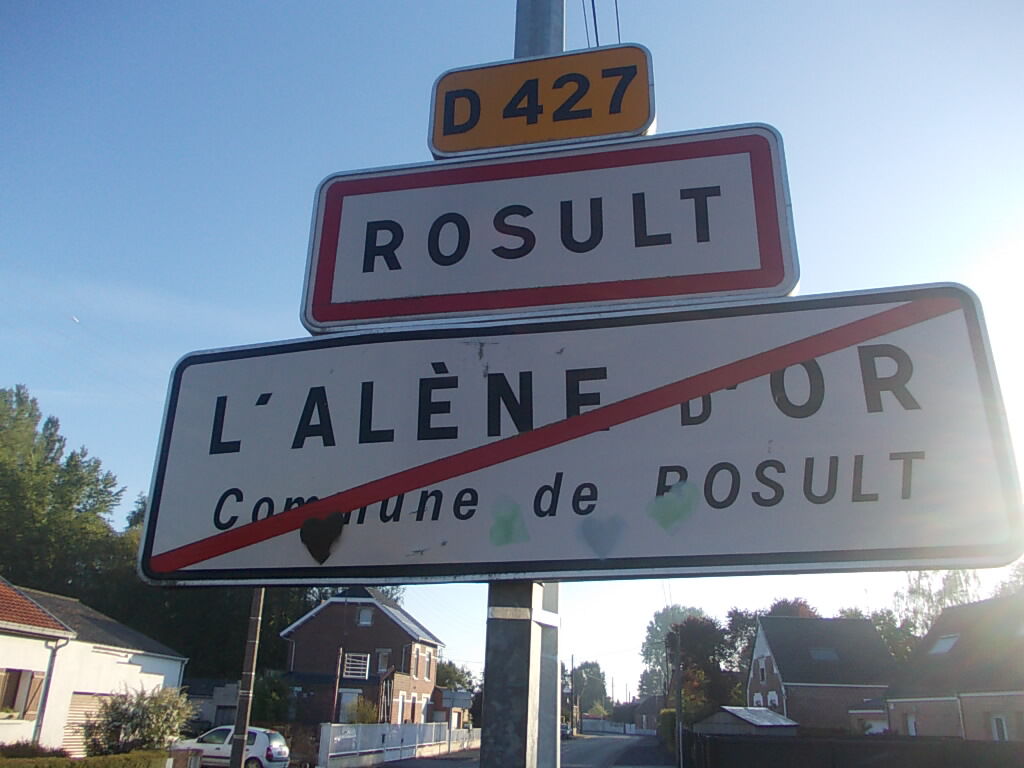 D 427
ROSULT
L'ALÈNE D'OR
Commune de ROSULT